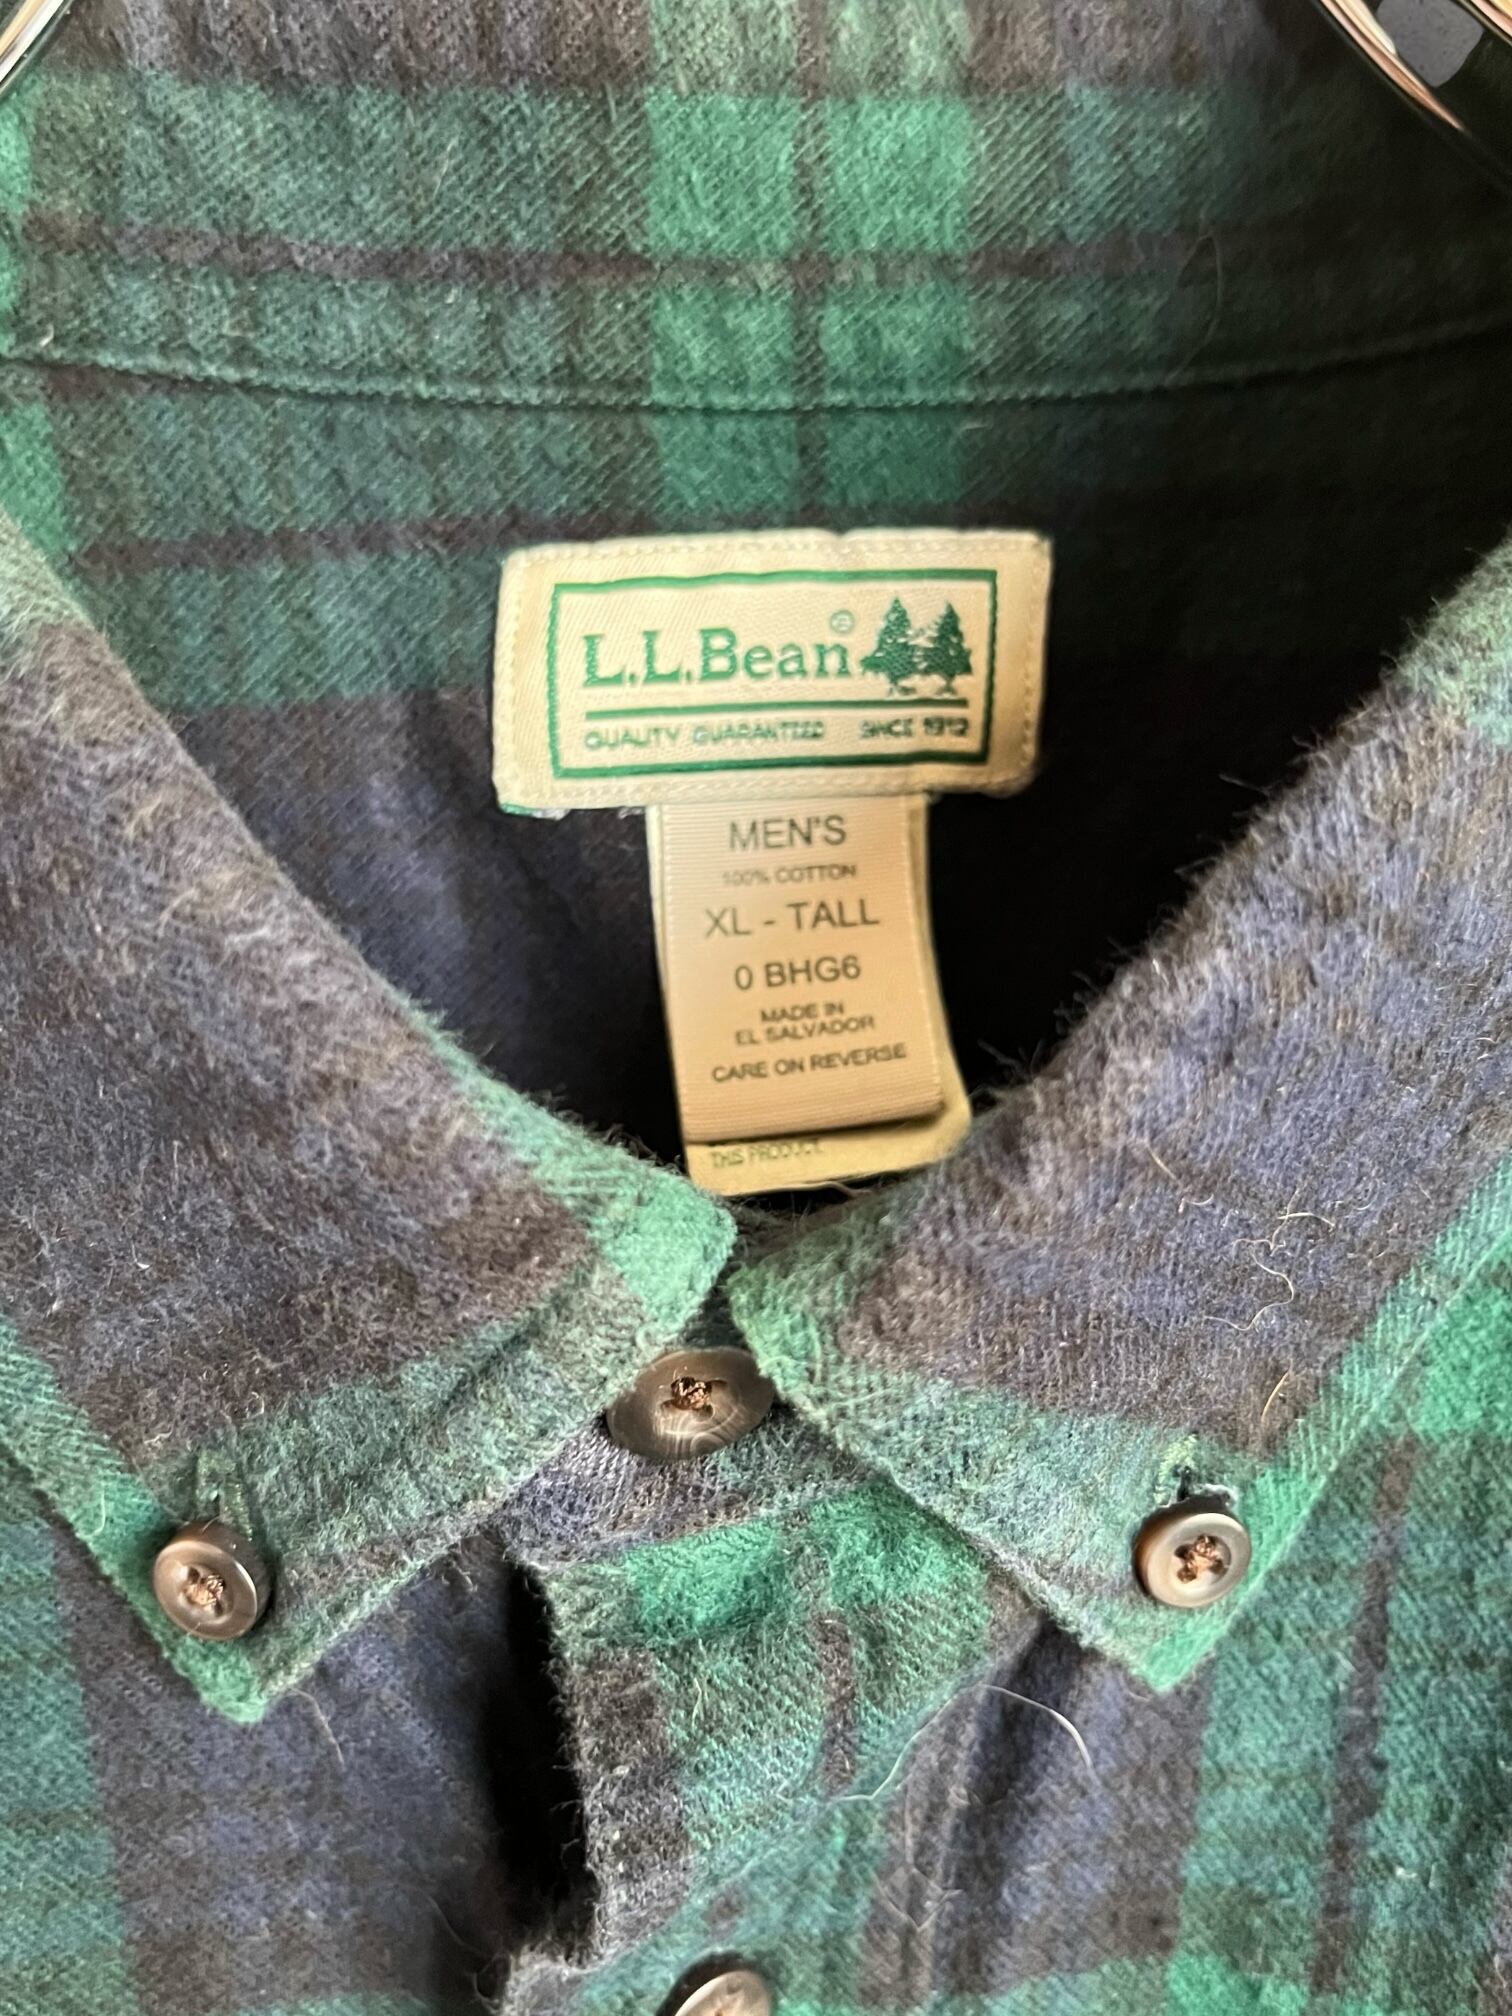 L.L.Bean®
QUALITY GUARANTEED SINCE 1912
MEN'S
100% COTTON
XL - TALL
0 BHG6
MADE IN
EL SALVADOR
CARE ON REVERSE
THIS PRODUCT.